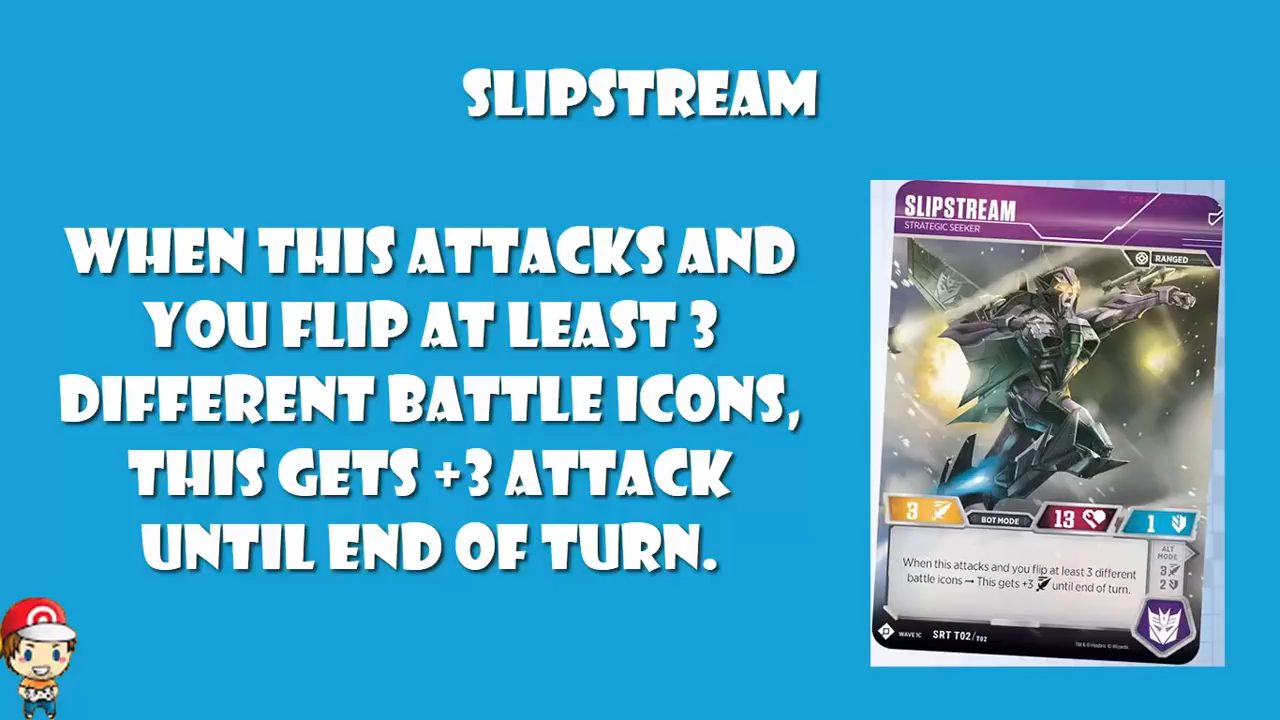 SLIPSTREAM
WHEN THIS ATTACKS AND
YOU FLIP AT LEAST 3
DIFFERENT BATTLE ICONS,
THIS GETS +3 ATTACK
UNTIL END OF TURN.
SLIPSTREAM
STRATEGIC SEEKER
RANGED
3
BOT MODE
13
1
When this attacks and you flip at least 3 different
battle icons → This gets +3 until end of turn.
ALT
MODE
3
2
WAVE 1C
SRT T02/T02
TM & © Hasbro. © Wizards.